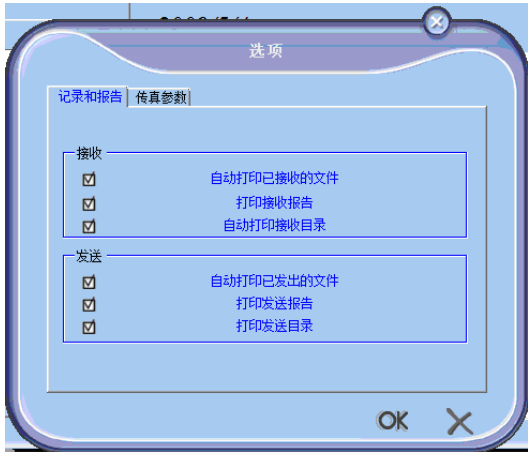 选项
记录和报告 传真参数
接收
自动打印已接收的文件
打印接收报告
自动打印接收目录
发送
自动打印已发出的文件
打印发送报告
打印发送目录
OK